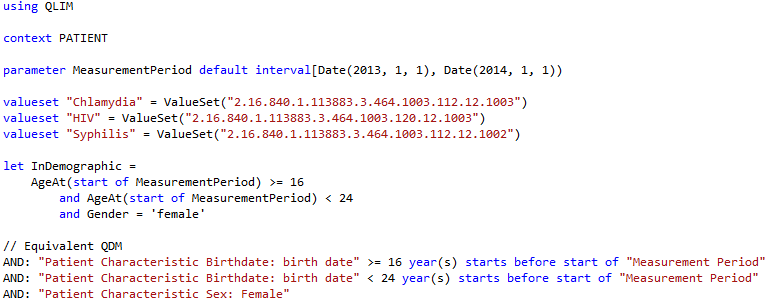 using QLIM
context PATIENT
parameter MeasurementPeriod default interval[Date(2013, 1, 1), Date(2014, 1, 1))
valueset "Chlamydia" = ValueSet("2.16.840.1.113883.3.464.1003.112.12.1003")
valueset "HIV" = ValueSet("2.16.840.1.113883.3.464.1003.120.12.1003")
valueset "Syphilis" = ValueSet("2.16.840.1.113883.3.464.1003.112.12.1002")
let InDemographic =
AgeAt(start of MeasurementPeriod) >= 16
and AgeAt(start of MeasurementPeriod) < 24
and Gender = 'female'
// Equivalent QDM
AND: "Patient Characteristic Birthdate: birth date" >= 16 year(s) starts before start of "Measurement Period"
AND: "Patient Characteristic Birthdate: birth date" < 24 year(s) starts before start of "Measurement Period"
AND: "Patient Characteristic Sex: Female"